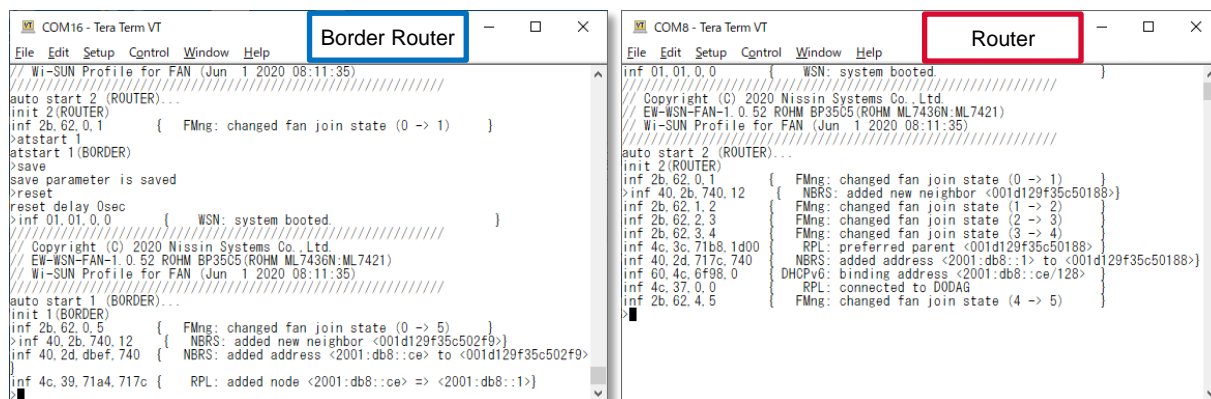 COM16 - Tera Term VT
Border Router
File Edit Setup Control Window Help
// Wi-SUN Profile for FAN (Jun  1 2020 08:11:35)
////////////////////////////////////////////////////////////
auto start 2 (ROUTER)...
init 2(ROUTER)
inf 2b,62,0,1     {  FMng: changed fan join state (0 -> 1)     }
>atstart 1
atstart 1(BORDER)
>save
save parameter is saved
>reset
reset delay 0sec
>inf 01,01,0,0     {   WSN: system booted.     }
////////////////////////////////////////////////////////////
// Copyright (C) 2020 Nissin Systems Co.,Ltd.
// EW-WSN-FAN-1.0.52 ROHM BP35C5(ROHM ML7436N:ML7421)
// Wi-SUN Profile for FAN (Jun  1 2020 08:11:35)
////////////////////////////////////////////////////////////
auto start 1 (BORDER)...
init 1(BORDER)
inf 2b,62,0,5     {  FMng: changed fan join state (0 -> 5)     }
>inf 40,2b,740,12     {  NBRS: added new neighbor <001d129f35c502f9>}
inf 40,2d,dbef,740  {  NBRS: added address <2001:db8::ce> to <001d129f35c502f9>
}
inf 4c,39,71a4,717c {   RPL: added node <2001:db8::ce> => <2001:db8::1>}
>
COM8 - Tera Term VT
Router
File Edit Setup Control Window Help
inf 01,01,0,0     {   WSN: system booted.     }
////////////////////////////////////////////////////////////
// Copyright (C) 2020 Nissin Systems Co.,Ltd.
// EW-WSN-FAN-1.0.52 ROHM BP35C5(ROHM ML7436N:ML7421)
// Wi-SUN Profile for FAN (Jun  1 2020 08:11:35)
////////////////////////////////////////////////////////////
auto start 2 (ROUTER)...
init 2(ROUTER)
inf 2b,62,0,1     {  FMng: changed fan join state (0 -> 1)     }
>inf 40,2b,740,12     {  NBRS: added new neighbor <001d129f35c50188>}
inf 2b,62,1,2     {  FMng: changed fan join state (1 -> 2)     }
inf 2b,62,2,3     {  FMng: changed fan join state (2 -> 3)     }
inf 2b,62,3,4     {  FMng: changed fan join state (3 -> 4)     }
inf 4c,3c,71b8,1d00 {   RPL: preferred parent <001d129f35c50188> }
inf 40,2d,717c,740  {  NBRS: added address <2001:db8::1> to <001d129f35c50188>}
inf 60,4c,6f98,0  { DHCPv6: binding address <2001:db8::ce/128>  }
inf 4c,37,0,0     {   RPL: connected to DODAG     }
inf 2b,62,4,5     {  FMng: changed fan join state (4 -> 5)     }
>